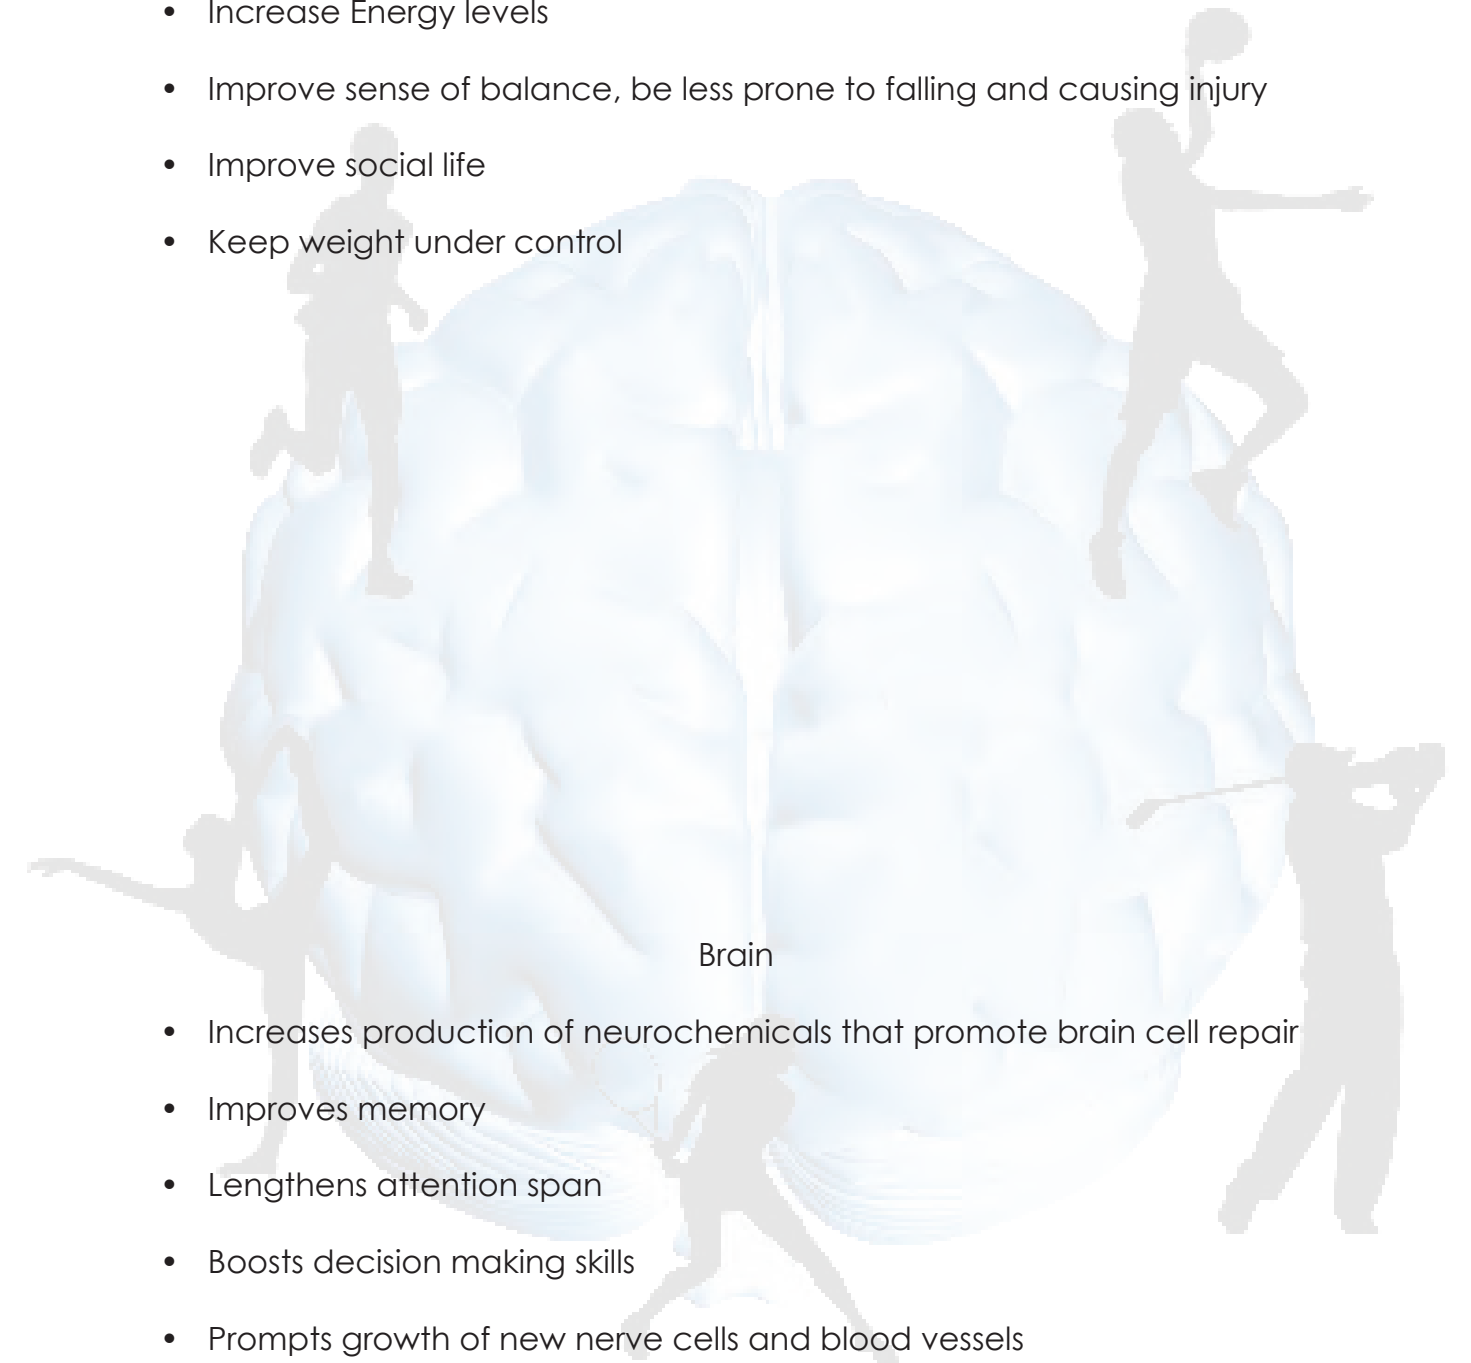 • Increase Energy levels
• Improve sense of balance, be less prone to falling and causing injury
• Improve social life
• Keep weight under control
Brain
• Increases production of neurochemicals that promote brain cell repair
• Improves memory
• Lengthens attention span
• Boosts decision making skills
• Prompts growth of new nerve cells and blood vessels